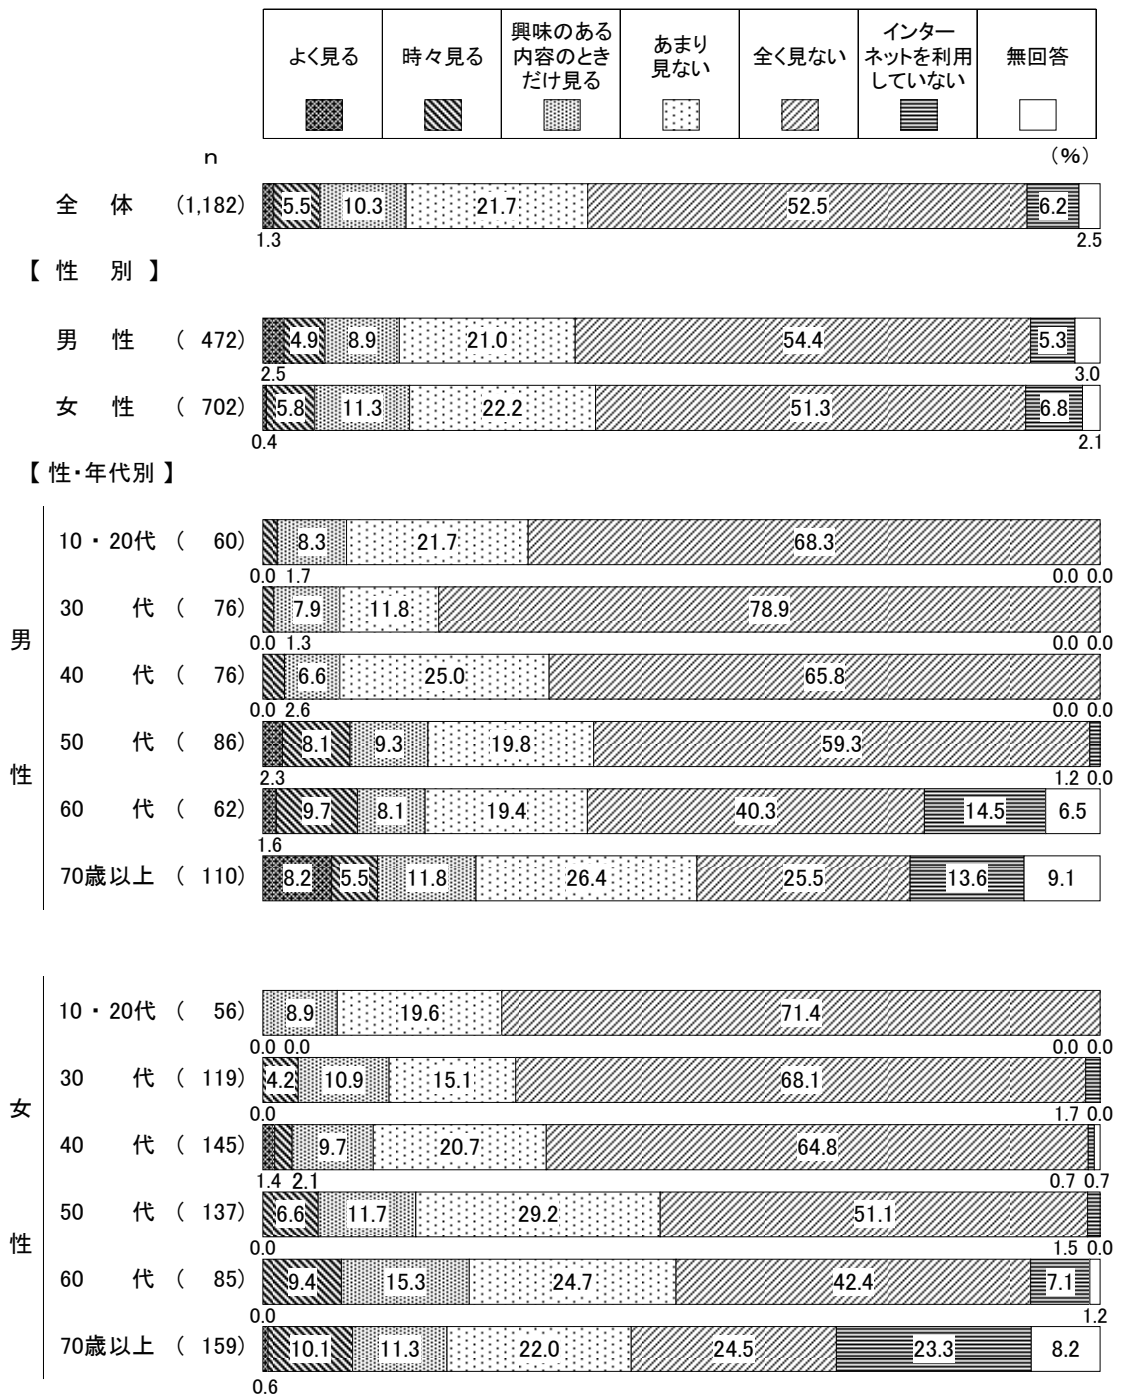 よく見る
時々見る
興味のある
内容のとき
だけ見る
あまり
見ない
全く見ない
インター
ネットを利用
していない
無回答
n
（%）
全 体 (1,182) 5.5 10.3 21.7 52.5 6.2
1.3 2.5
【 性 別 】
男 性 ( 472) 4.9 8.9 21.0 54.4 5.3
2.5 3.0
女 性 ( 702) 5.8 11.3 22.2 51.3 6.8
0.4 2.1
【 性・年代別 】
男性
10・20代 ( 60) 8.3 21.7 68.3
0.0 1.7 0.0 0.0
30 代 ( 76) 7.9 11.8 78.9
0.0 1.3 0.0 0.0
40 代 ( 76) 6.6 25.0 65.8
0.0 2.6 0.0 0.0
50 代 ( 86) 8.1 9.3 19.8 59.3
2.3 1.2 0.0
60 代 ( 62) 9.7 8.1 19.4 40.3 14.5 6.5
1.6
70歳以上 ( 110) 8.2 5.5 11.8 26.4 25.5 13.6 9.1
女性
10・20代 ( 56) 8.9 19.6 71.4
0.0 0.0 0.0 0.0
30 代 ( 119) 4.2 10.9 15.1 68.1
0.0 1.7 0.0
40 代 ( 145) 9.7 20.7 64.8
1.4 2.1 0.7 0.7
50 代 ( 137) 6.6 11.7 29.2 51.1
0.0 1.5 0.0
60 代 ( 85) 9.4 15.3 24.7 42.4 7.1
0.0 1.2
70歳以上 ( 159) 10.1 11.3 22.0 24.5 23.3 8.2
0.6